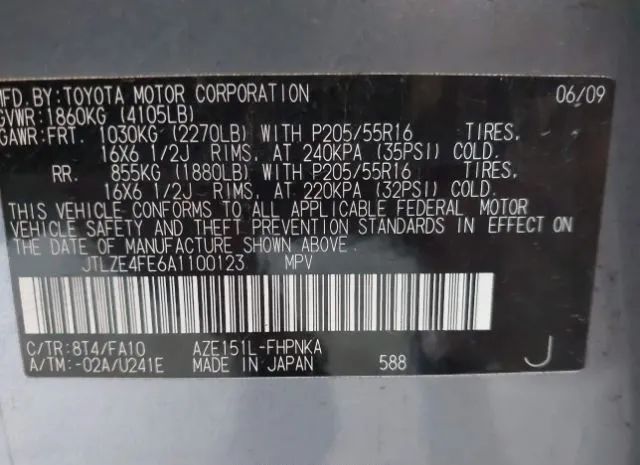 MFD.BY:TOYOTA MOTOR CORPORATION 06/09
GVWR:1860KG (4105LB)
GAWR:FRT. 1030KG (2270LB) WITH P205/55R16 TIRES,
16X6 1/2J RIMS, AT 240KPA (35PSI) COLD.
RR. 855KG (1880LB) WITH P205/55R16 TIRES,
16X6 1/2J RIMS, AT 220KPA (32PSI) COLD.
THIS VEHICLE CONFORMS TO ALL APPLICABLE FEDERAL MOTOR
VEHICLE SAFETY AND THEFT PREVENTION STANDARDS IN EFFECT ON
THE DATE OF MANUFACTURE SHOWN ABOVE.
JTLZE4FE6A1100123 MPV
C/TR:8T4/FA10 AZE151L-FHPNKA
A/TM:-02A/U241E MADE IN JAPAN 588 J